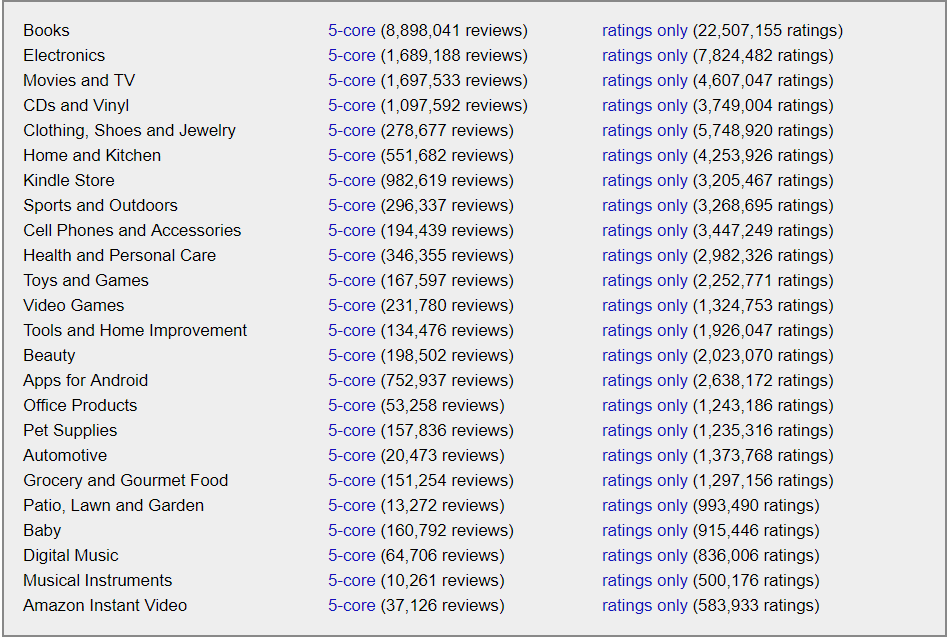 Books 5-core (8,898,041 reviews) ratings only (22,507,155 ratings)
Electronics 5-core (1,689,188 reviews) ratings only (7,824,482 ratings)
Movies and TV 5-core (1,697,533 reviews) ratings only (4,607,047 ratings)
CDs and Vinyl 5-core (1,097,592 reviews) ratings only (3,749,004 ratings)
Clothing, Shoes and Jewelry 5-core (278,677 reviews) ratings only (5,748,920 ratings)
Home and Kitchen 5-core (551,682 reviews) ratings only (4,253,926 ratings)
Kindle Store 5-core (982,619 reviews) ratings only (3,205,467 ratings)
Sports and Outdoors 5-core (296,337 reviews) ratings only (3,268,695 ratings)
Cell Phones and Accessories 5-core (194,439 reviews) ratings only (3,447,249 ratings)
Health and Personal Care 5-core (346,355 reviews) ratings only (2,982,326 ratings)
Toys and Games 5-core (167,597 reviews) ratings only (2,252,771 ratings)
Video Games 5-core (231,780 reviews) ratings only (1,324,753 ratings)
Tools and Home Improvement 5-core (134,476 reviews) ratings only (1,926,047 ratings)
Beauty 5-core (198,502 reviews) ratings only (2,023,070 ratings)
Apps for Android 5-core (752,937 reviews) ratings only (2,638,172 ratings)
Office Products 5-core (53,258 reviews) ratings only (1,243,186 ratings)
Pet Supplies 5-core (157,836 reviews) ratings only (1,235,316 ratings)
Automotive 5-core (20,473 reviews) ratings only (1,373,768 ratings)
Grocery and Gourmet Food 5-core (151,254 reviews) ratings only (1,297,156 ratings)
Patio, Lawn and Garden 5-core (13,272 reviews) ratings only (993,490 ratings)
Baby 5-core (160,792 reviews) ratings only (915,446 ratings)
Digital Music 5-core (64,706 reviews) ratings only (836,006 ratings)
Musical Instruments 5-core (10,261 reviews) ratings only (500,176 ratings)
Amazon Instant Video 5-core (37,126 reviews) ratings only (583,933 ratings)